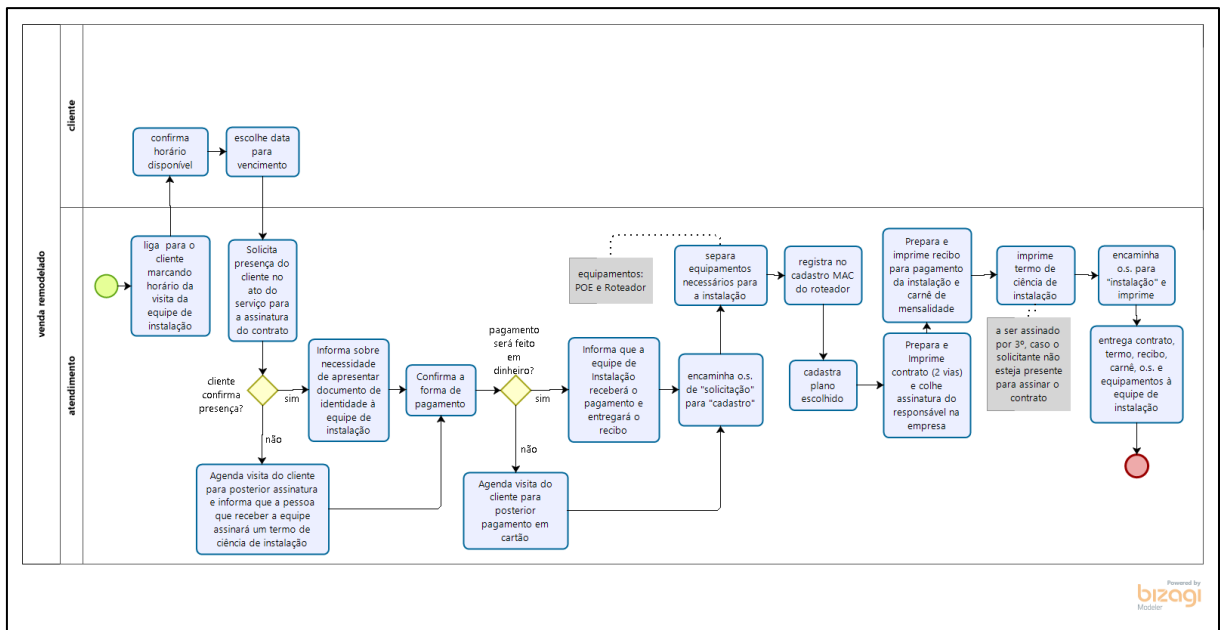 venda remodelado
cliente
confirma
horário
disponível
escolhe data
para
vencimento
atendimento
liga para o
cliente
marcando
horário da
visita da
equipe de
instalação
Solicita
presença do
cliente no
ato do
serviço para
a assinatura
do contrato
cliente
confirma
presença?
sim
não
Informa sobre
necessidade
de apresentar
documento de
identidade à
equipe de
instalação
Agenda visita do cliente
para posterior assinatura
e informa que a pessoa
que receber a equipe
assinará um termo de
ciência de instalação
Confirma a
forma de
pagamento
pagamento
será feito
em
dinheiro?
sim
não
Informa que a
equipe de
Instalação
receberá o
pagamento e
entregará o
recibo
Agenda visita do
cliente para
posterior
pagamento em
cartão
encaminha o.s.
de "solicitação"
para "cadastro"
equipamentos:
POE e Roteador
separa
equipamentos
necessários para
a instalação
registra no
cadastro MAC
do roteador
cadastra
plano
escolhido
Prepara e
Imprime
contrato (2
vias) e colhe
assinatura do
responsável na
empresa
Prepara e
imprime recibo
para pagamento
da instalação e
carnê de
mensalidade
imprime
termo de
ciência de
instalação
a ser assinado
por 3º, caso o
solicitante não
esteja presente
para assinar o
contrato
encaminha
o.s. para
"instalação" e
imprime
entrega contrato,
termo, recibo,
carnê, o.s. e
equipamentos à
equipe de
instalação
Powered by
bizagi
Modeler